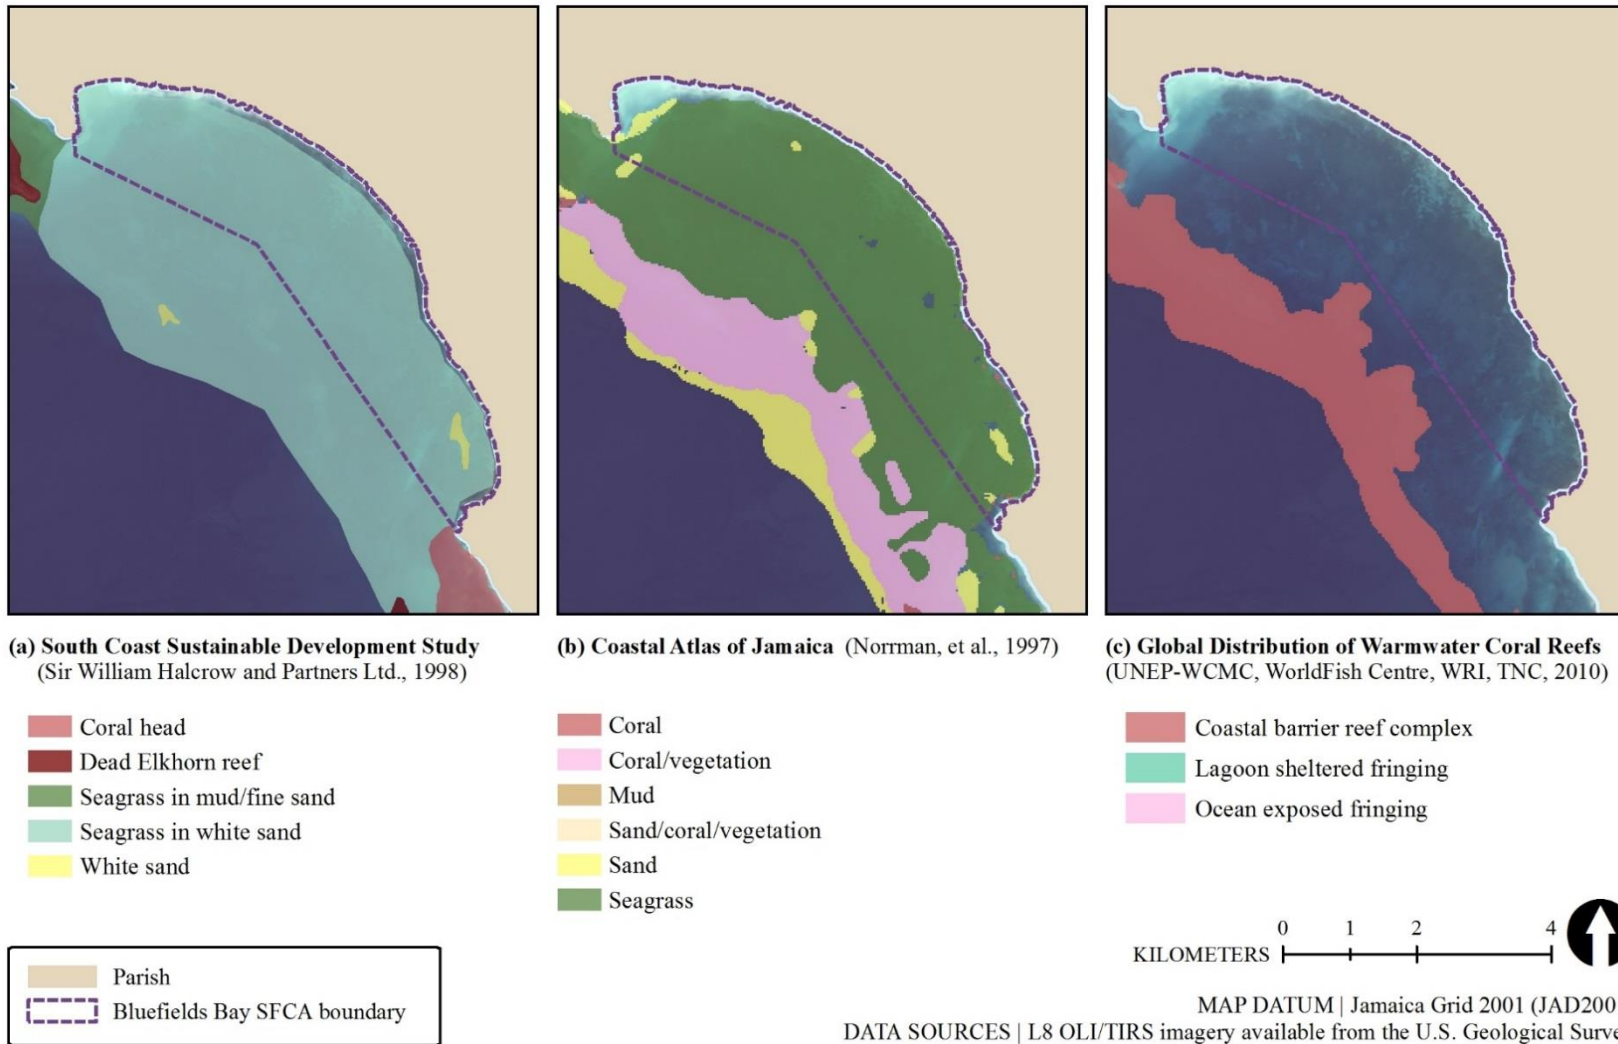 (a) South Coast Sustainable Development Study
(Sir William Halcrow and Partners Ltd., 1998)
Coral head
Dead Elkhorn reef
Seagrass in mud/fine sand
Seagrass in white sand
White sand
(b) Coastal Atlas of Jamaica (Norrman, et al., 1997)
Coral
Coral/vegetation
Mud
Sand/coral/vegetation
Sand
Seagrass
(c) Global Distribution of Warmwater Coral Reefs
(UNEP-WCMC, WorldFish Centre, WRI, TNC, 2010)
Coastal barrier reef complex
Lagoon sheltered fringing
Ocean exposed fringing
Parish
Bluefields Bay SFCA boundary
0 1 2 4
KILOMETERS
MAP DATUM | Jamaica Grid 2001 (JAD200
DATA SOURCES | L8 OLI/TIRS imagery available from the U.S. Geological Surve